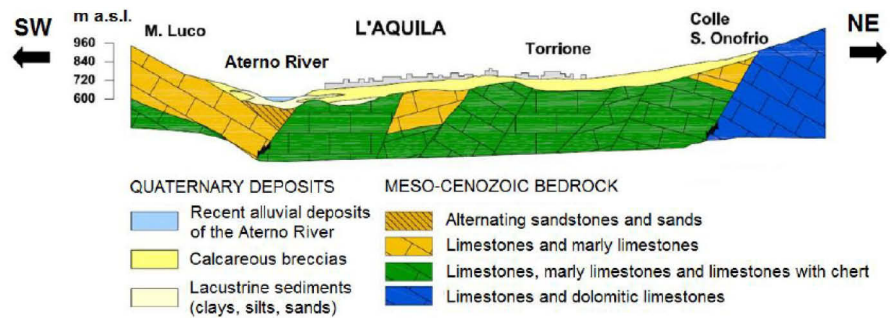 SW
m a.s.l.
M. Luco
L'AQUILA
Colle
S. Onofrio
NE
960
840
720
600
Aterno River
Torrione
QUATERNARY DEPOSITS
Recent alluvial deposits
of the Aterno River
Calcareous breccias
Lacustrine sediments
(clays, silts, sands)
MESO-CENOZOIC BEDROCK
Alternating sandstones and sands
Limestones and marly limestones
Limestones, marly limestones and limestones with chert
Limestones and dolomitic limestones